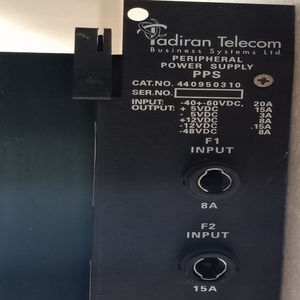 Tadiran Telecom
Business Systems Ltd.
PERIPHERAL
POWER SUPPLY
PPS
CAT.NO. 440950310
SER.NO.
INPUT: -40÷-60VDC, 20A
OUTPUT: + 5VDC 15A
- 5VDC 3A
+12VDC 8A
-12VDC .15A
-48VDC 8A
F1
INPUT
8A
F2
INPUT
15A